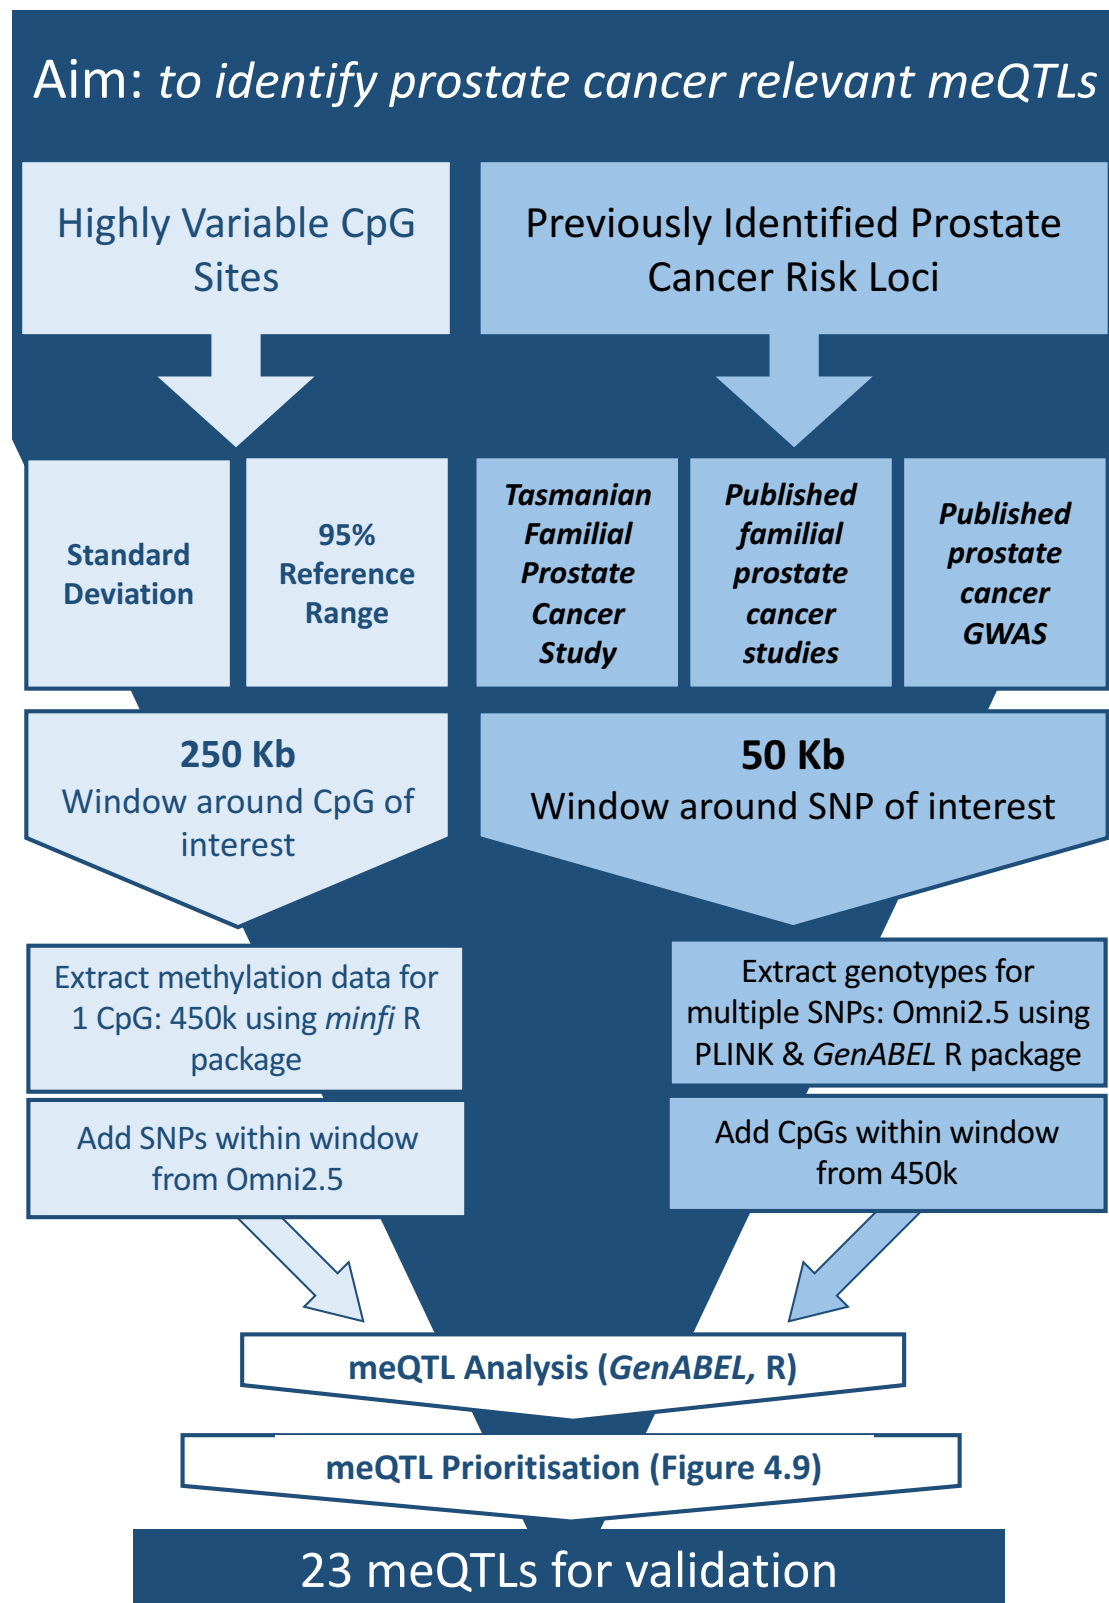 Aim: to identify prostate cancer relevant meQTLs
Highly Variable CpG
Sites
Previously Identified Prostate
Cancer Risk Loci
Standard
Deviation
95%
Reference
Range
Tasmanian
Familial
Prostate
Cancer
Study
Published
familial
prostate
cancer
studies
Published
prostate
cancer
GWAS
250 Kb
Window around CpG of
interest
50 Kb
Window around SNP of interest
Extract methylation data for
1 CpG: 450k using minfi R
package
Extract genotypes for
multiple SNPs: Omni2.5 using
PLINK & GenABEL R package
Add SNPs within window
from Omni2.5
Add CpGs within window
from 450k
meQTL Analysis (GenABEL, R)
meQTL Prioritisation (Figure 4.9)
23 meQTLs for validation